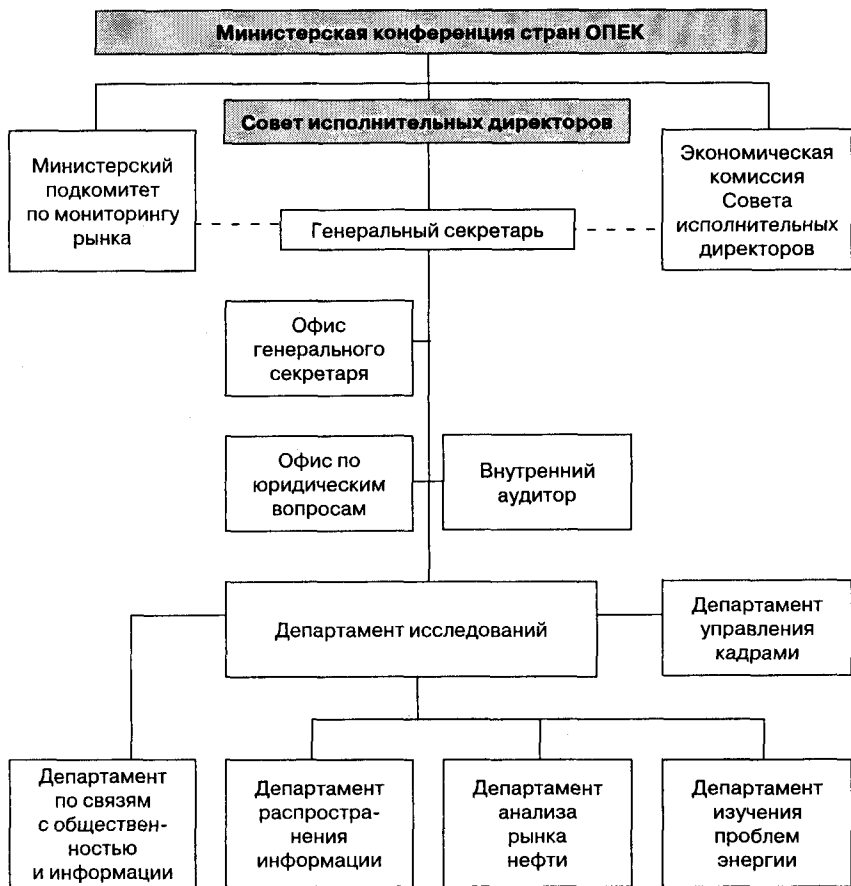 Министерская конференция стран ОПЕК
Совет исполнительных директоров
Министерский
подкомитет
по мониторингу
рынка
Экономическая
комиссия
Совета
исполнительных
директоров
Генеральный секретарь
Офис
генерального
секретаря
Офис по
юридическим
вопросам
Внутренний
аудитор
Департамент исследований
Департамент
управления
кадрами
Департамент
по связям
с обществен-
ностью
и информации
Департамент
распростра-
нения
информации
Департамент
анализа
рынка
нефти
Департамент
изучения
проблем
энергии